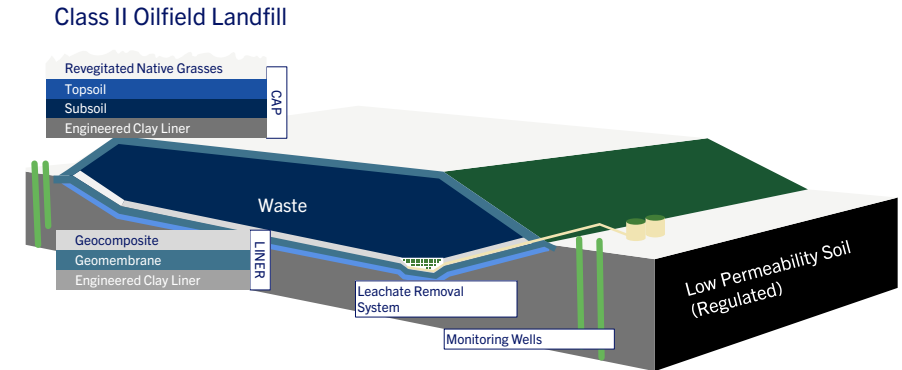 Class II Oilfield Landfill
Revegitated Native Grasses
Topsoil
Subsoil
Engineered Clay Liner
CAP
Waste
Geocomposite
Geomembrane
Engineered Clay Liner
LINER
Leachate Removal
System
Monitoring Wells
Low Permeability Soil
(Regulated)